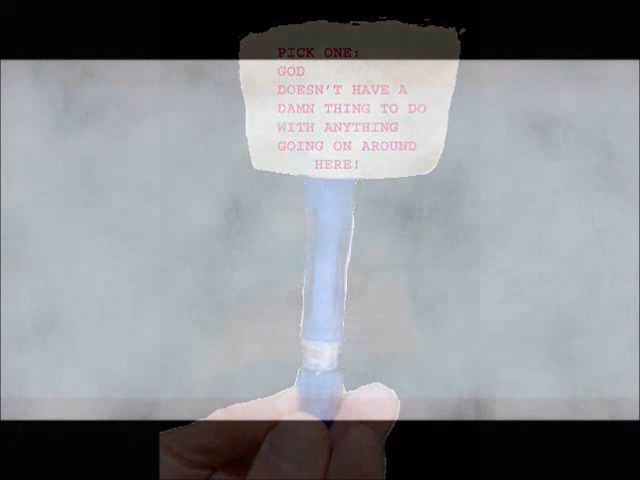 PICK ONE:
GOD
DOESN'T HAVE A
DAMN THING TO DO
WITH ANYTHING
GOING ON AROUND
HERE!